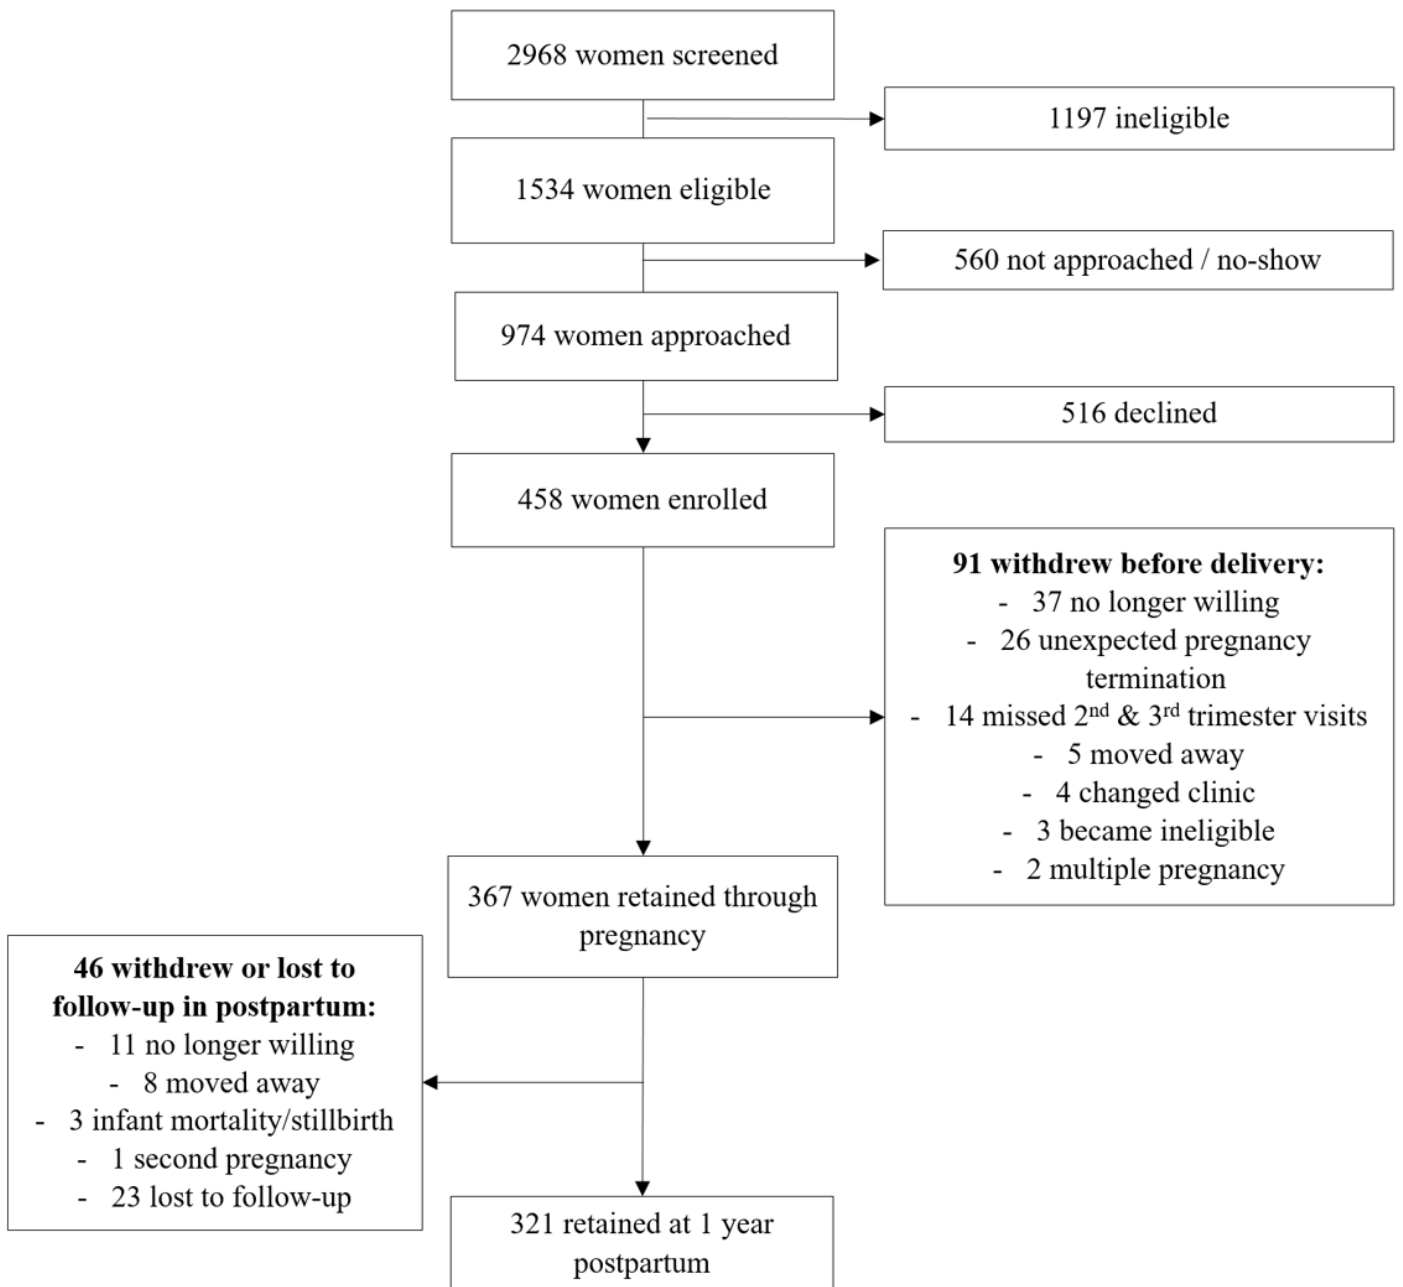 2968 women screened
1197 ineligible
1534 women eligible
560 not approached / no-show
974 women approached
516 declined
458 women enrolled
91 withdrew before delivery:
- 37 no longer willing
- 26 unexpected pregnancy
termination
- 14 missed 2nd & 3rd trimester visits
- 5 moved away
- 4 changed clinic
- 3 became ineligible
- 2 multiple pregnancy
367 women retained through
pregnancy
46 withdrew or lost to
follow-up in postpartum:
- 11 no longer willing
- 8 moved away
- 3 infant mortality/stillbirth
- 1 second pregnancy
- 23 lost to follow-up
321 retained at 1 year
postpartum